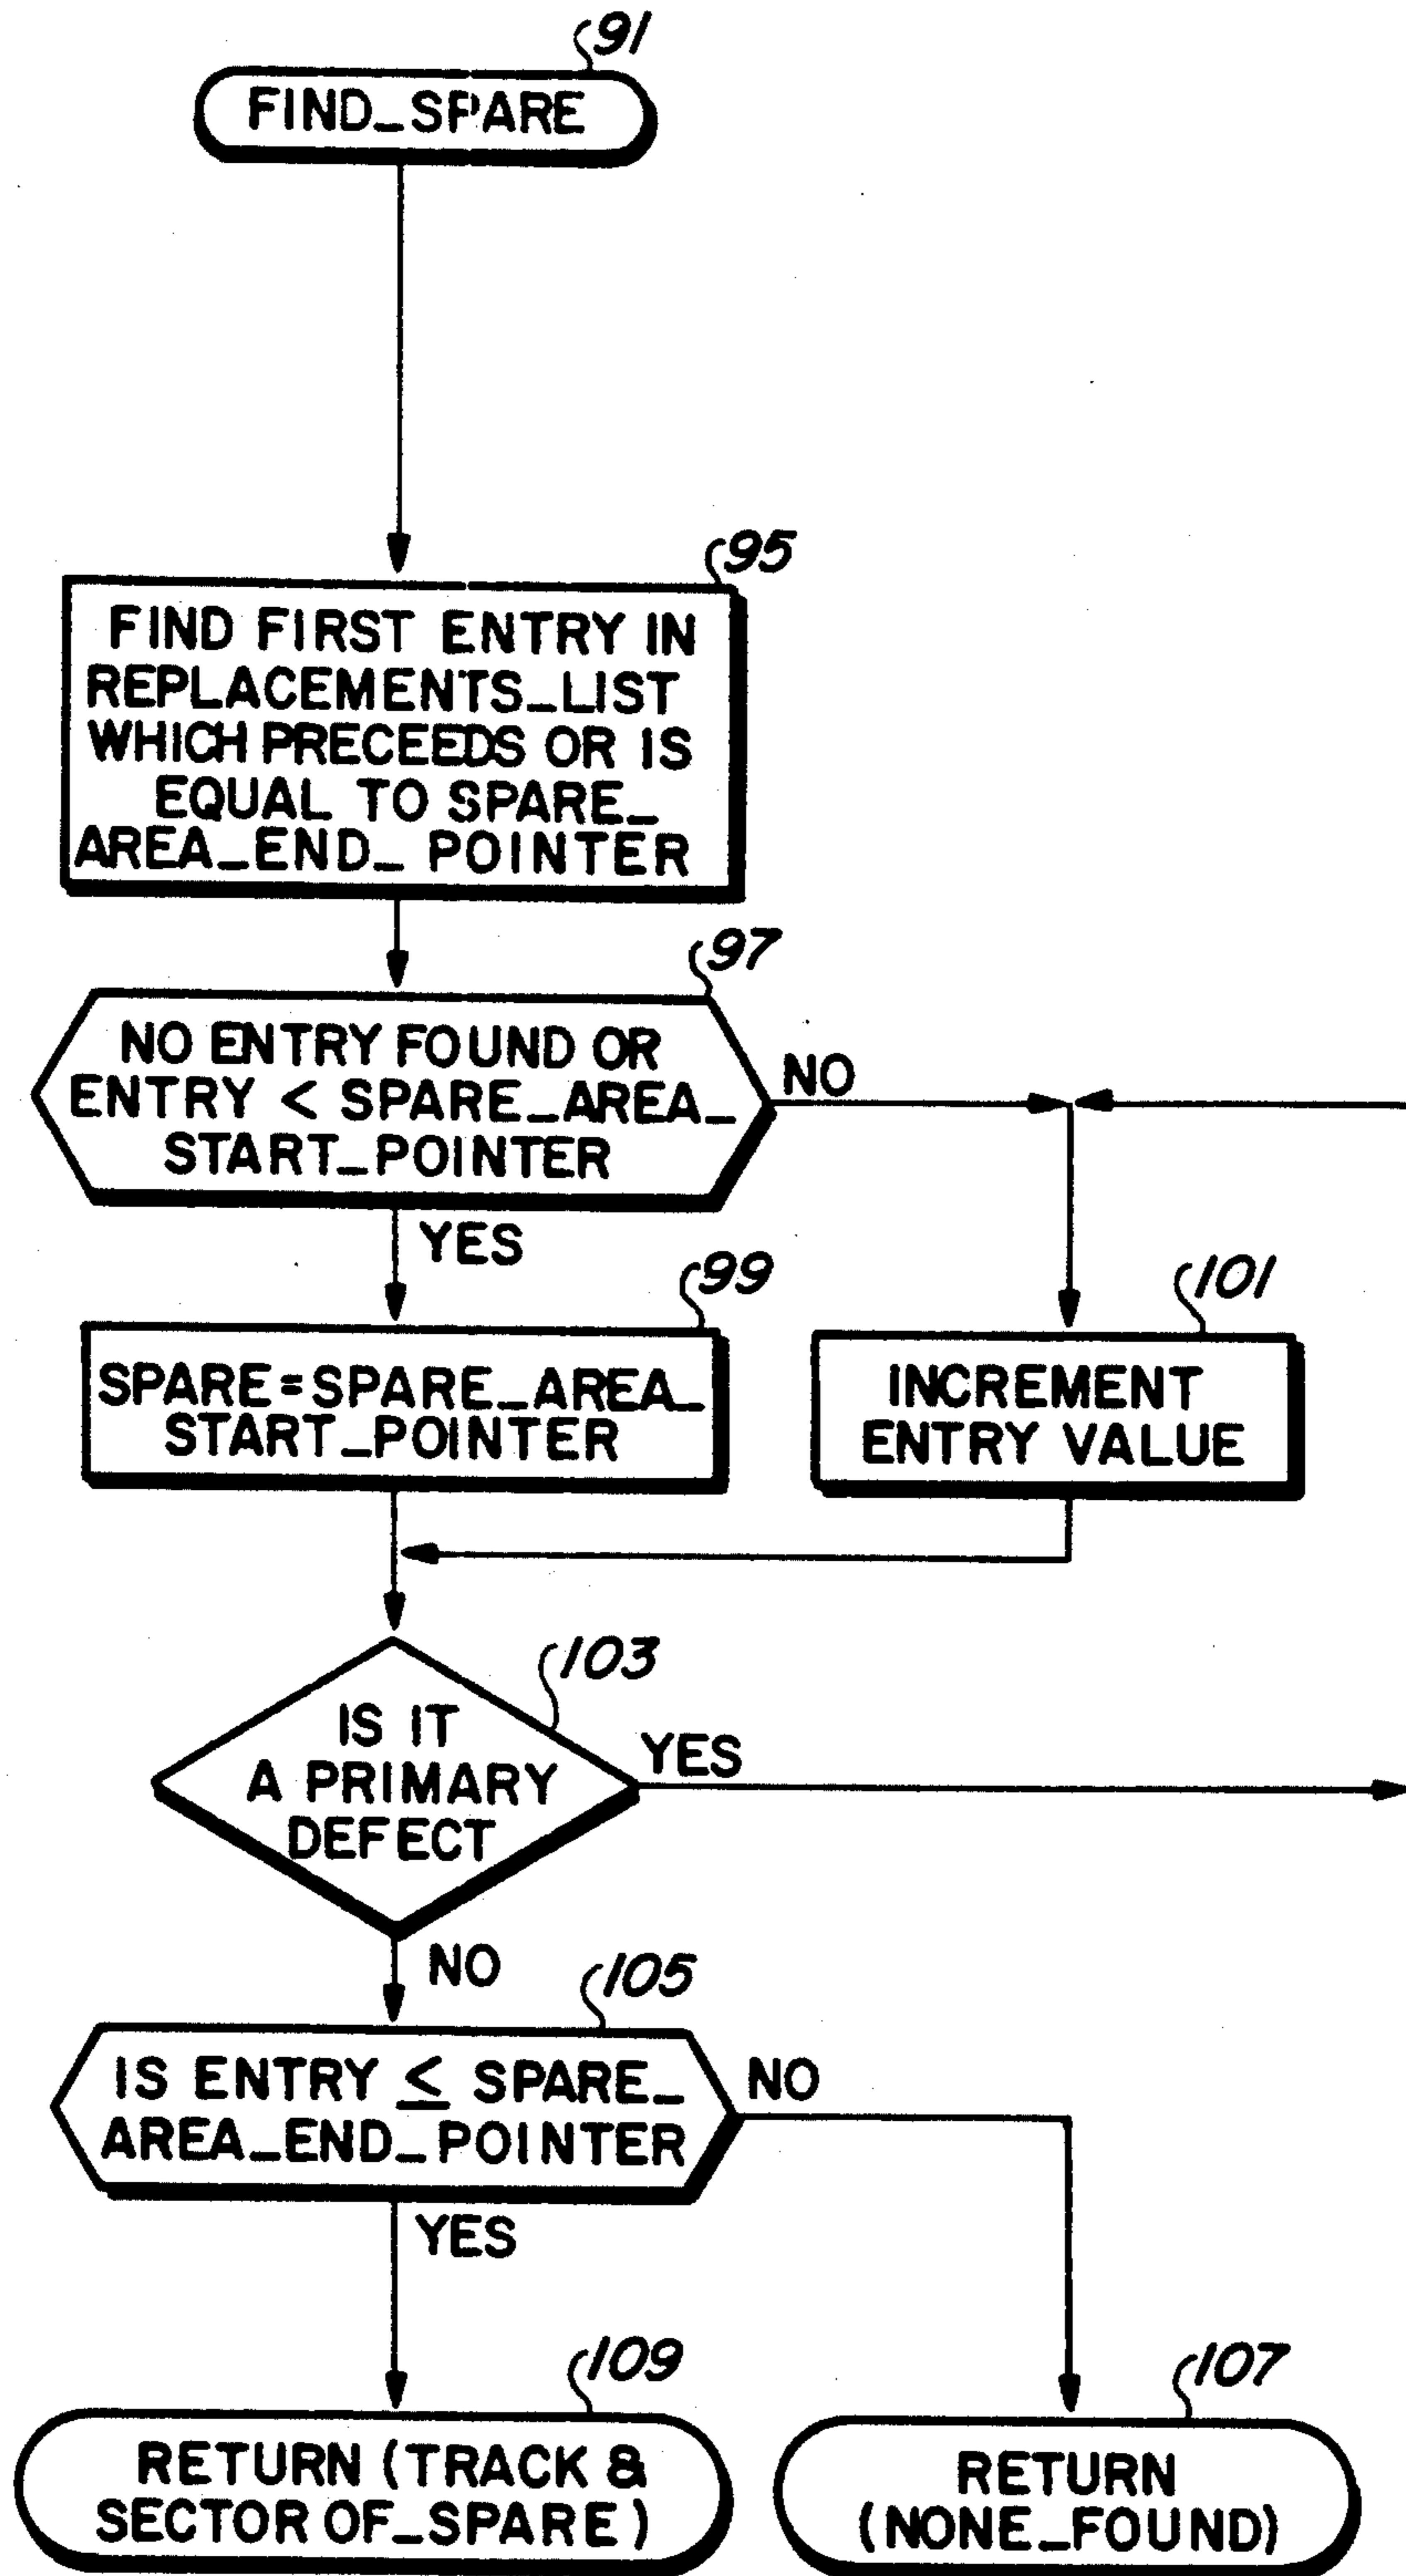 91
FIND_SPARE
95
FIND FIRST ENTRY IN
REPLACEMENTS_LIST
WHICH PRECEEDS OR IS
EQUAL TO SPARE_
AREA_END_ POINTER
97
NO ENTRY FOUND OR
ENTRY < SPARE_AREA_
START_POINTER
NO
YES
99
SPARE=SPARE_AREA_
START_POINTER
101
INCREMENT
ENTRY VALUE
103
IS IT
A PRIMARY
DEFECT
YES
NO
105
IS ENTRY ≤ SPARE_
AREA_END_POINTER
NO
YES
109
RETURN (TRACK &
SECTOR OF_SPARE)
107
RETURN
(NONE_FOUND)